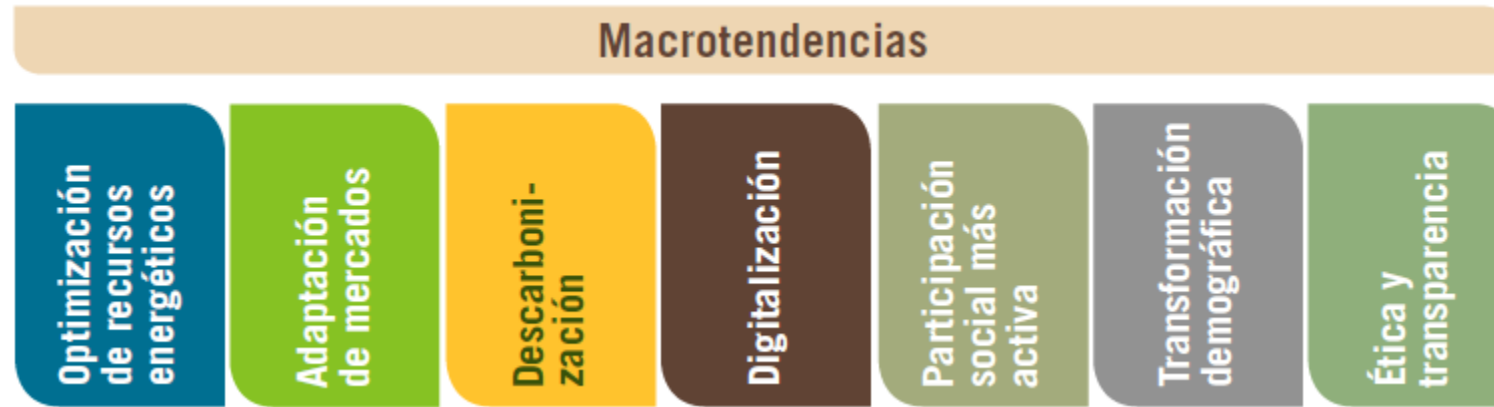 Macrotendencias
Optimización
de recursos
energéticos
Adaptación
de mercados
Descarboni-
zación
Digitalización
Participación
social más
activa
Transformación
demográfica
Ética y
transparencia